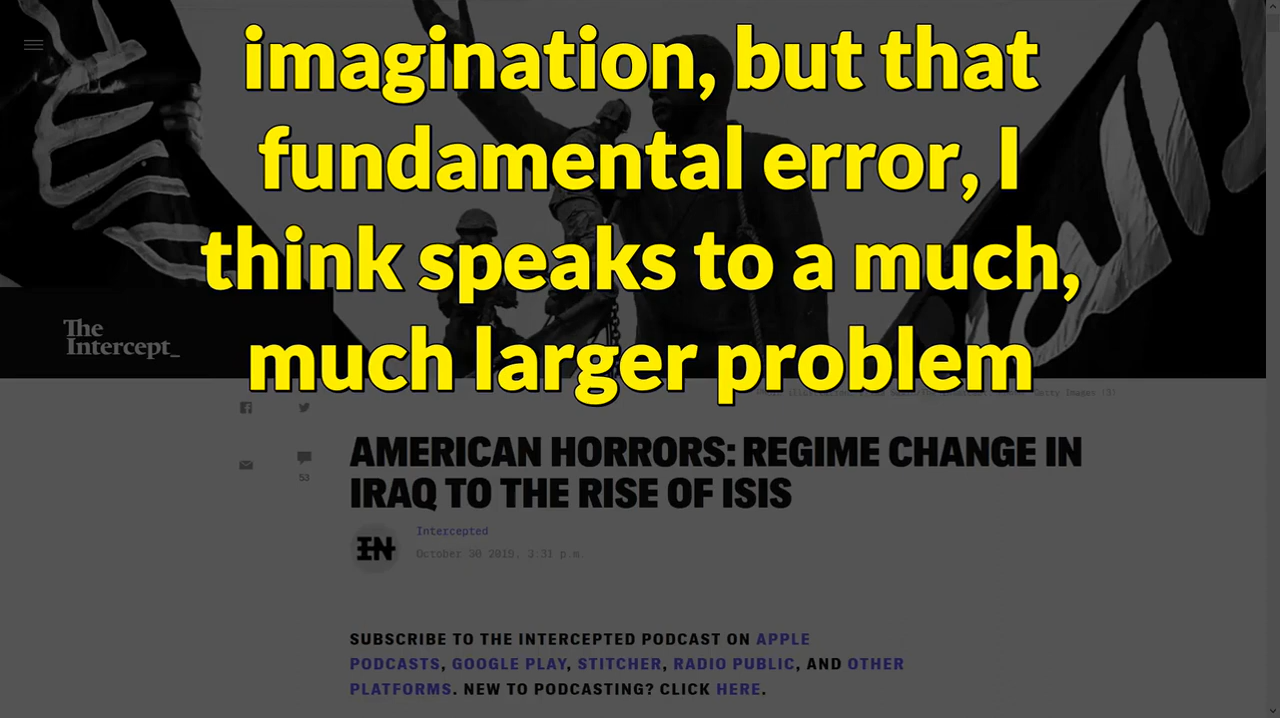 imagination, but that
fundamental error, I
think speaks to a much,
much larger problem
The
Intercept_
53
AMERICAN HORRORS: REGIME CHANGE IN
IRAQ TO THE RISE OF ISIS
IN
Intercepted
October 30 2019, 3:31 p.m.
SUBSCRIBE TO THE INTERCEPTED PODCAST ON APPLE
PODCASTS, GOOGLE PLAY, STITCHER, RADIO PUBLIC, AND OTHER
PLATFORMS. NEW TO PODCASTING? CLICK HERE.